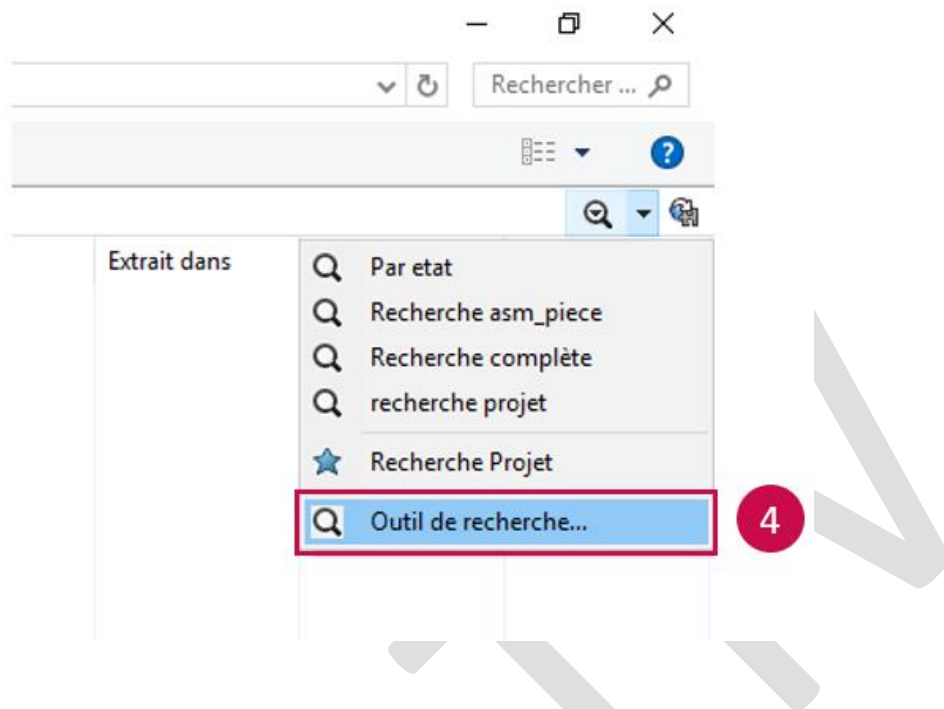 Rechercher ...
?
Extrait dans
Par etat
Recherche asm_piece
Recherche complète
recherche projet
Recherche Projet
Outil de recherche...
4